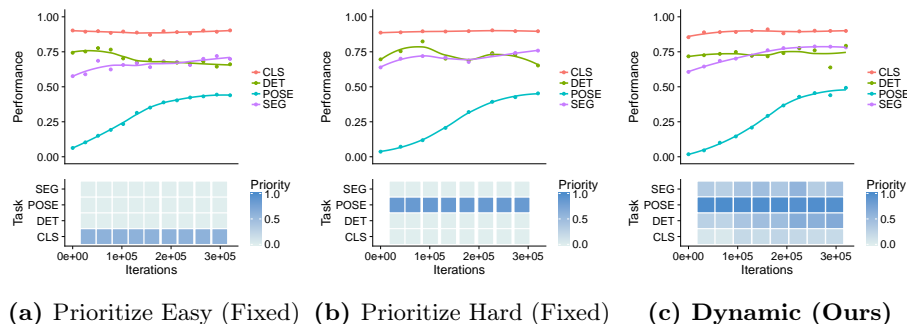 1.00
0.75
0.50
0.25
0.00
Performance
CLS
DET
POSE
SEG
SEG
POSE
DET
CLS
Task
0e+00 1e+05 2e+05 3e+05
Iterations
Priority
1.0
0.5
0.0
(a) Prioritize Easy (Fixed)
1.00
0.75
0.50
0.25
0.00
Performance
CLS
DET
POSE
SEG
SEG
POSE
DET
CLS
Task
0e+00 1e+05 2e+05 3e+05
Iterations
Priority
1.0
0.5
0.0
(b) Prioritize Hard (Fixed)
1.00
0.75
0.50
0.25
0.00
Performance
CLS
DET
POSE
SEG
SEG
POSE
DET
CLS
Task
0e+00 1e+05 2e+05 3e+05
Iterations
Priority
1.0
0.5
0.0
(c) Dynamic (Ours)